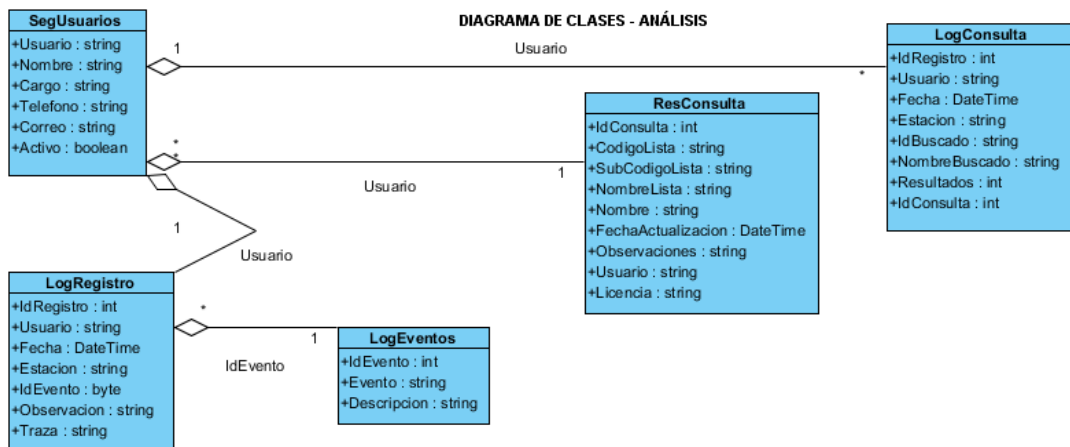 DIAGRAMA DE CLASES - ANÁLISIS
SegUsuarios
+Usuario : string
+Nombre : string
+Cargo : string
+Telefono : string
+Correo : string
+Activo : boolean
1
Usuario
*
LogConsulta
+IdRegistro : int
+Usuario : string
+Fecha : DateTime
+Estacion : string
+IdBuscado : string
+NombreBuscado : string
+Resultados : int
+IdConsulta : int
*
*
Usuario
1
ResConsulta
+IdConsulta : int
+CodigoLista : string
+SubCodigoLista : string
+NombreLista : string
+Nombre : string
+FechaActualizacion : DateTime
+Observaciones : string
+Usuario : string
+Licencia : string
1
Usuario
LogRegistro
+IdRegistro : int
+Usuario : string
+Fecha : DateTime
+Estacion : string
+IdEvento : byte
+Observacion : string
+Traza : string
*
IdEvento
1
LogEventos
+IdEvento : int
+Evento : string
+Descripcion : string